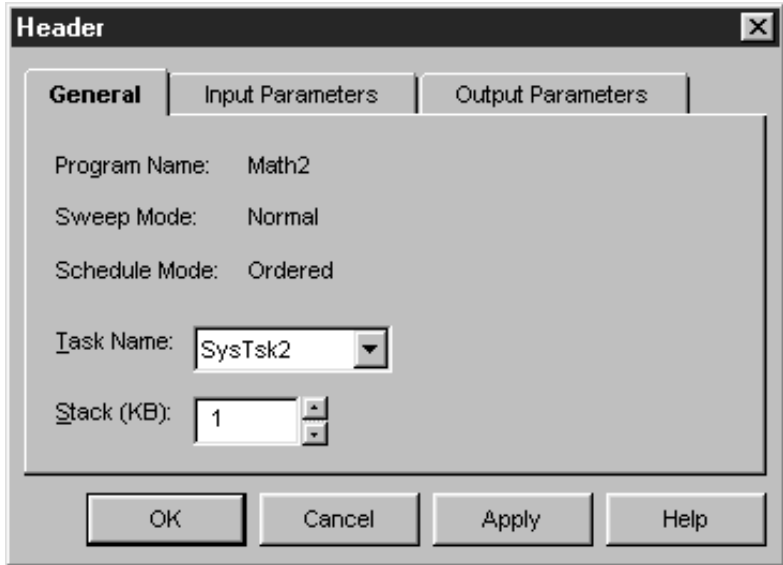 Header
General Input Parameters Output Parameters
Program Name: Math2
Sweep Mode: Normal
Schedule Mode: Ordered
Task Name: SysTsk2
Stack (KB): 1
OK Cancel Apply Help